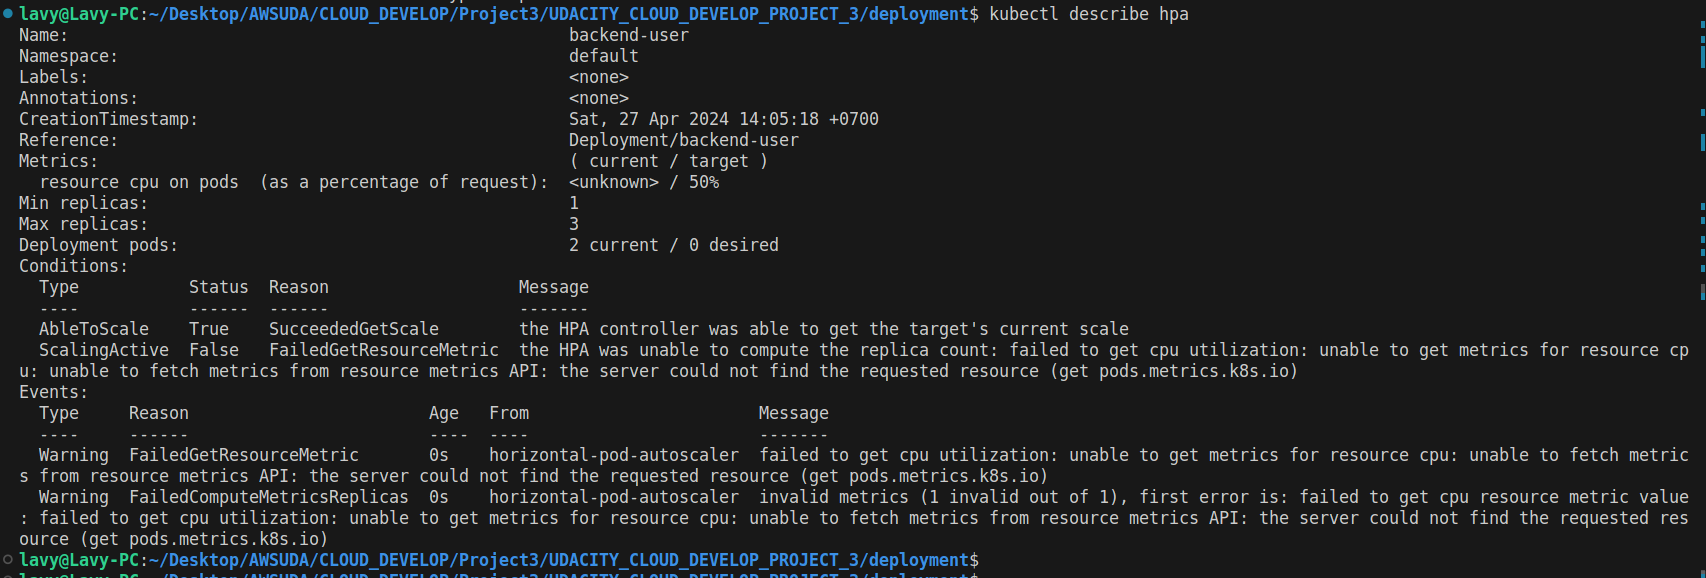 lavy@Lavy-PC:~/Desktop/AWSUDA/CLOUD_DEVELOP/Project3/UDACITY_CLOUD_DEVELOP_PROJECT_3/deployment$ kubectl describe hpa
Name:                                                  backend-user
Namespace:                                             default
Labels:                                                <none>
Annotations:                                           <none>
CreationTimestamp:                                     Sat, 27 Apr 2024 14:05:18 +0700
Reference:                                             Deployment/backend-user
Metrics:                                               ( current / target )
  resource cpu on pods  (as a percentage of request):  <unknown> / 50%
Min replicas:                                          1
Max replicas:                                          3
Deployment pods:                                       2 current / 0 desired
Conditions:
  Type           Status  Reason                   Message
  ----           ------  ------                   -------
  AbleToScale    True    SucceededGetScale        the HPA controller was able to get the target's current scale
  ScalingActive  False   FailedGetResourceMetric  the HPA was unable to compute the replica count: failed to get cpu utilization: unable to get metrics for resource cp
u: unable to fetch metrics from resource metrics API: the server could not find the requested resource (get pods.metrics.k8s.io)
Events:
  Type     Reason                        Age   From                       Message
  ----     ------                        ----  ----                       -------
  Warning  FailedGetResourceMetric       0s    horizontal-pod-autoscaler  failed to get cpu utilization: unable to get metrics for resource cpu: unable to fetch metric
s from resource metrics API: the server could not find the requested resource (get pods.metrics.k8s.io)
  Warning  FailedComputeMetricsReplicas  0s    horizontal-pod-autoscaler  invalid metrics (1 invalid out of 1), first error is: failed to get cpu resource metric value
: failed to get cpu utilization: unable to get metrics for resource cpu: unable to fetch metrics from resource metrics API: the server could not find the requested res
ource (get pods.metrics.k8s.io)
lavy@Lavy-PC:~/Desktop/AWSUDA/CLOUD_DEVELOP/Project3/UDACITY_CLOUD_DEVELOP_PROJECT_3/deployment$